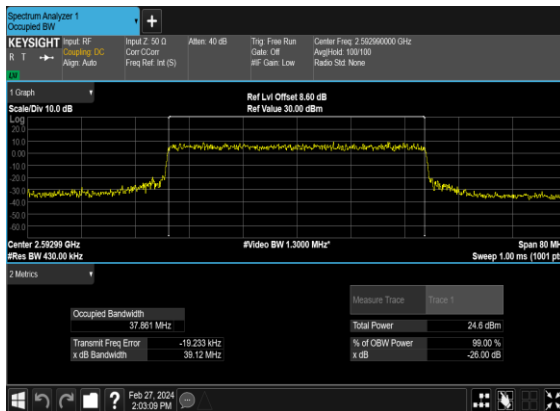 Spectrum Analyzer 1
Occupied BW
KEYSIGHT
R T
Input: RF
Coupling: DC
Align: Auto
Input Z: 50 Ω
Corr CCorr
Freq Ref: Int (S)
Atten: 40 dB
Trig: Free Run
Gate: Off
#IF Gain: Low
Center Freq: 2.592990000 GHz
Avg|Hold: 100/100
Radio Std: None
1 Graph
Scale/Div 10.0 dB
Ref Lvl Offset 8.60 dB
Ref Value 30.00 dBm
Log
20.0
10.0
0.00
-10.0
-20.0
-30.0
-40.0
-50.0
-60.0
Center 2.59299 GHz
#Res BW 430.00 kHz
#Video BW 1.3000 MHz*
Span 80 MH
Sweep 1.00 ms (1001 pt
2 Metrics
Measure Trace
Trace 1
Occupied Bandwidth
37.861 MHz
Total Power
24.6 dBm
Transmit Freq Error
-19.233 kHz
% of OBW Power
99.00 %
x dB Bandwidth
39.12 MHz
x dB
-26.00 dB
?
Feb 27, 2024
2:03:09 PM